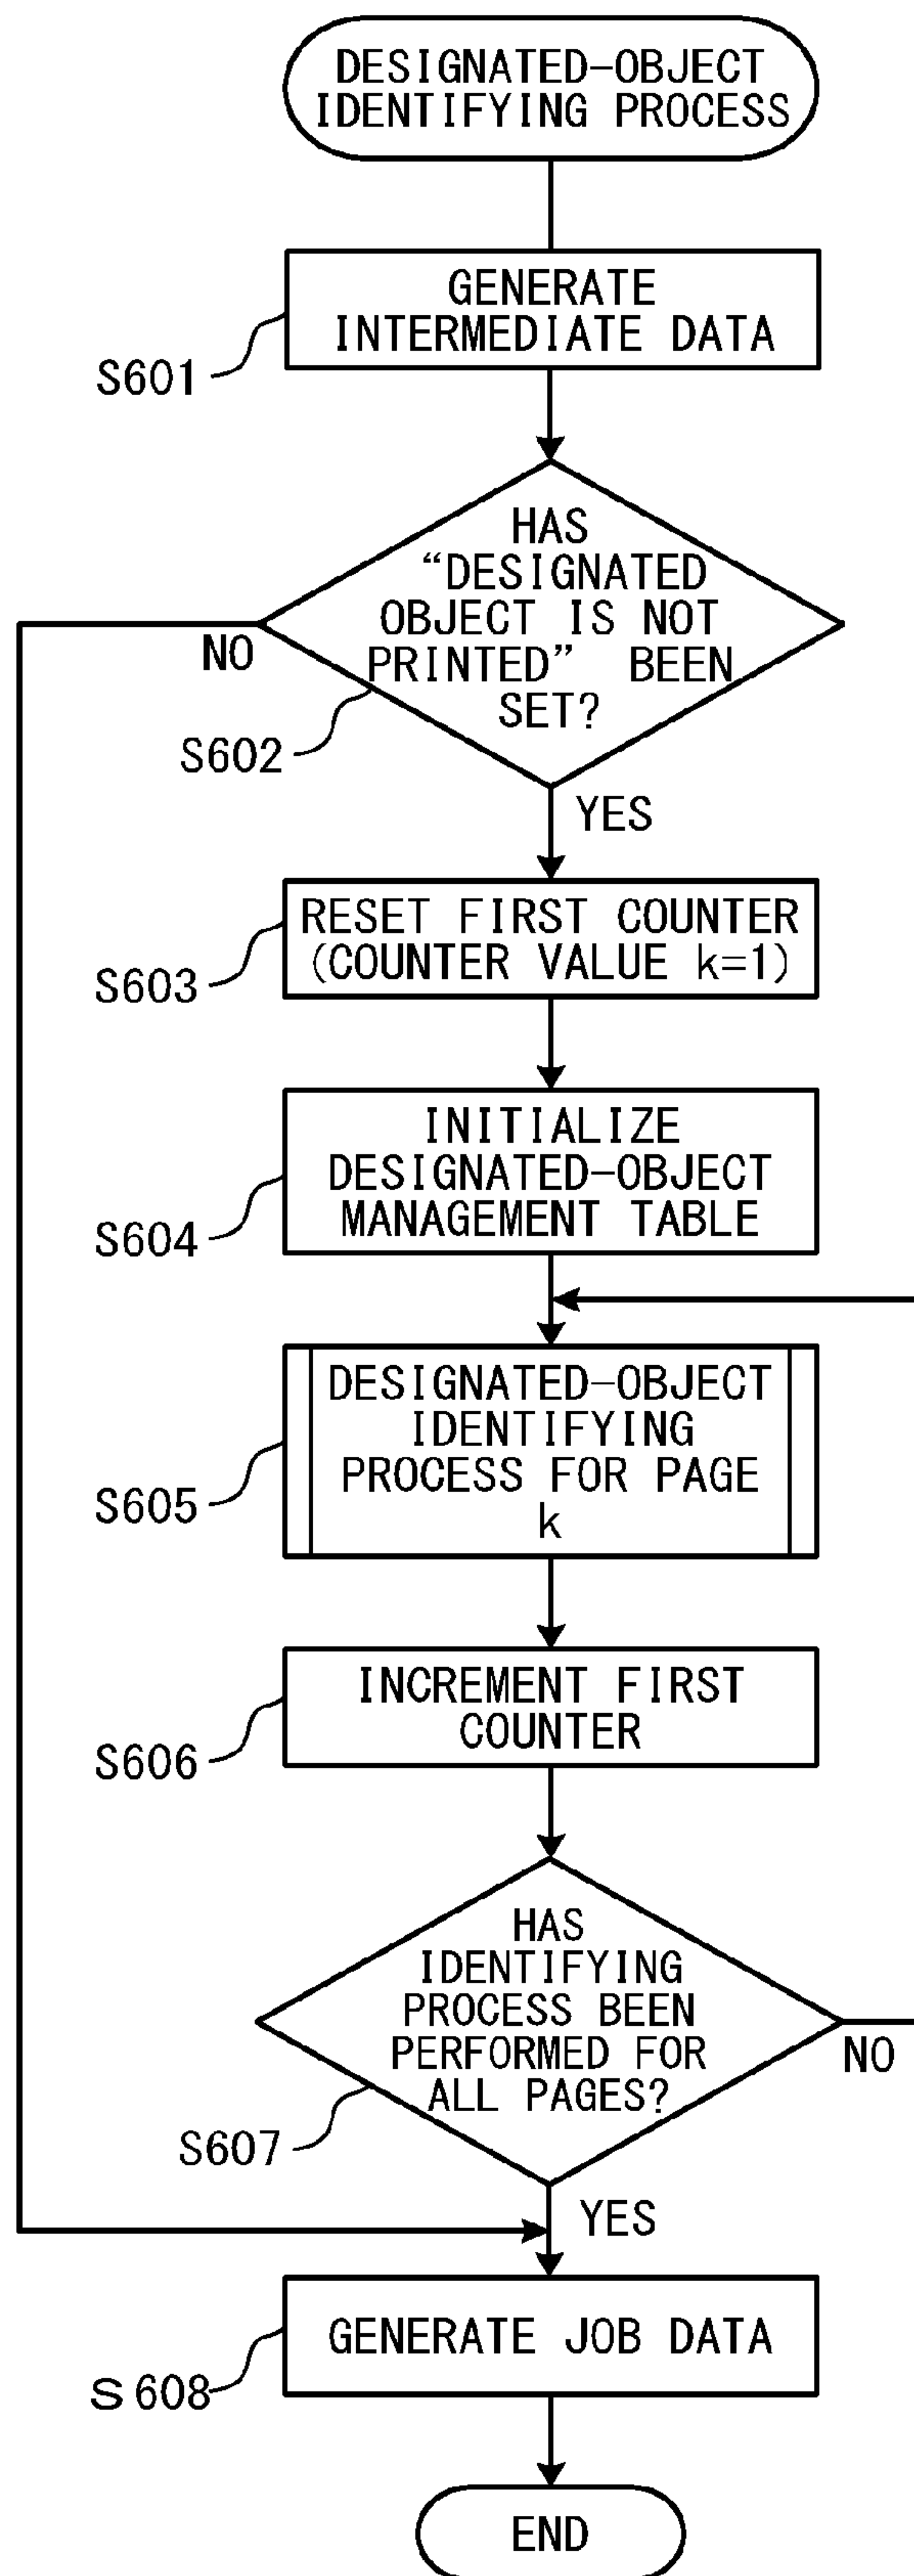 DESIGNATED-OBJECT
IDENTIFYING PROCESS
GENERATE
INTERMEDIATE DATA
S601
HAS
“DESIGNATED
OBJECT IS NOT
PRINTED” BEEN
SET?
NO
S602
YES
RESET FIRST COUNTER
(COUNTER VALUE k=1)
S603
INITIALIZE
DESIGNATED-OBJECT
MANAGEMENT TABLE
S604
DESIGNATED-OBJECT
IDENTIFYING
PROCESS FOR PAGE
k
S605
INCREMENT FIRST
COUNTER
S606
HAS
IDENTIFYING
PROCESS BEEN
PERFORMED FOR
ALL PAGES?
NO
S607
YES
GENERATE JOB DATA
S608
END